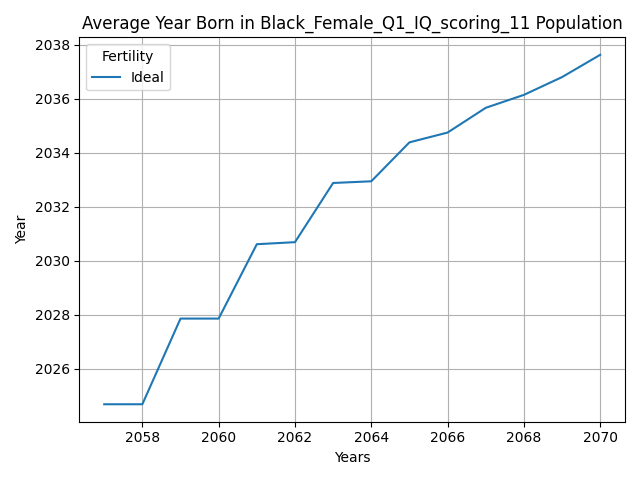 Average Year Born in Black_Female_Q1_IQ_scoring_11 Population
Fertility
Ideal
2038
2036
2034
2032
2030
2028
2026
Year
2058 2060 2062 2064 2066 2068 2070
Years